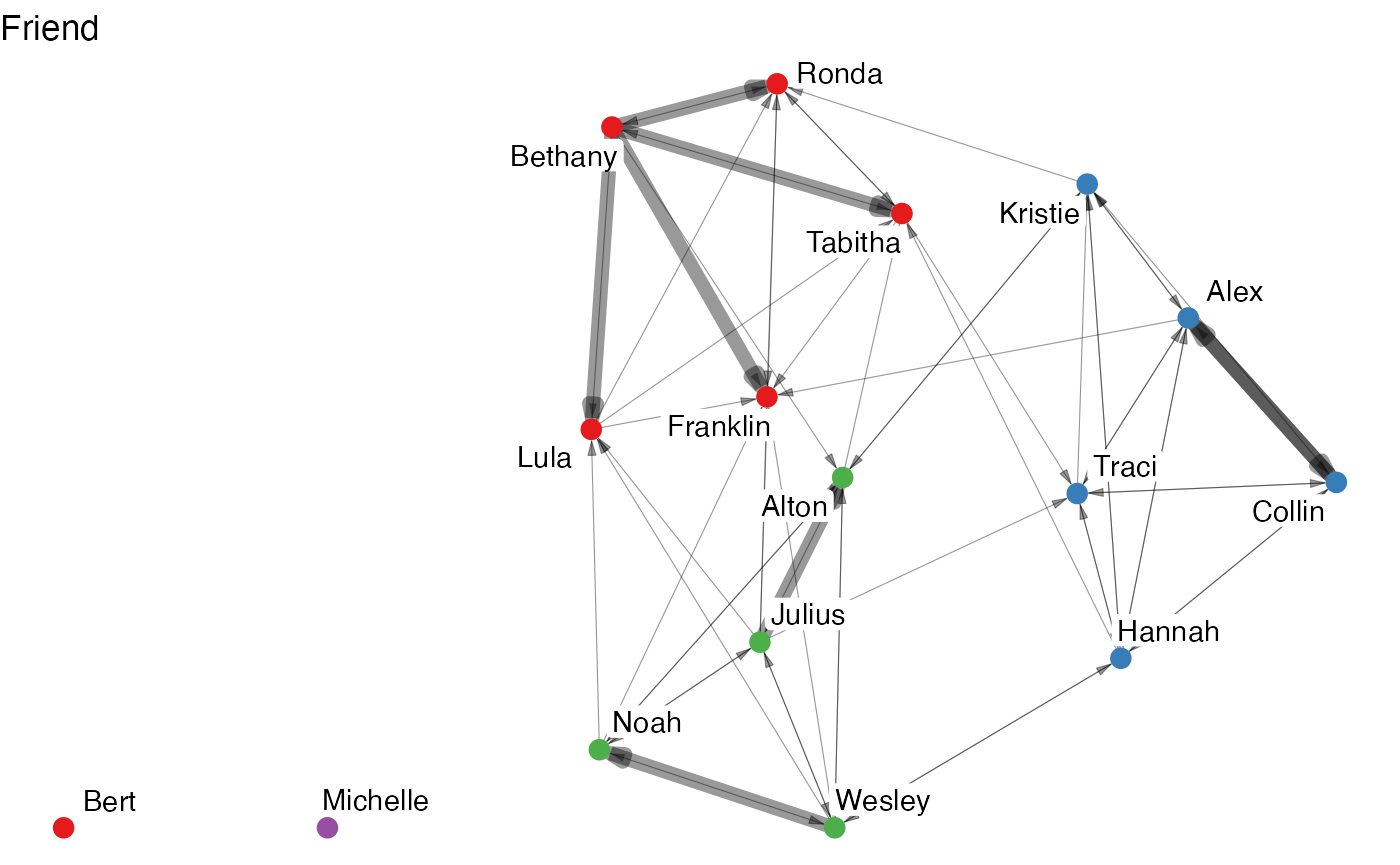 Friend
Ronda
Bethany
Kristie
Tabitha
Alex
Franklin
Lula
Traci
Alton
Collin
Julius
Hannah
Noah
Bert
Michelle
Wesley